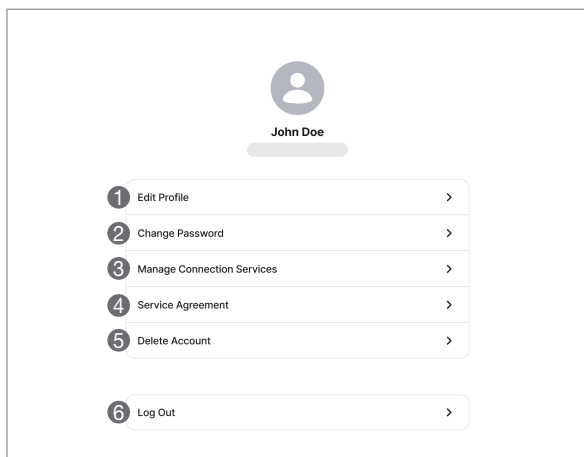 John Doe
1 Edit Profile
2 Change Password
3 Manage Connection Services
4 Service Agreement
5 Delete Account
6 Log Out